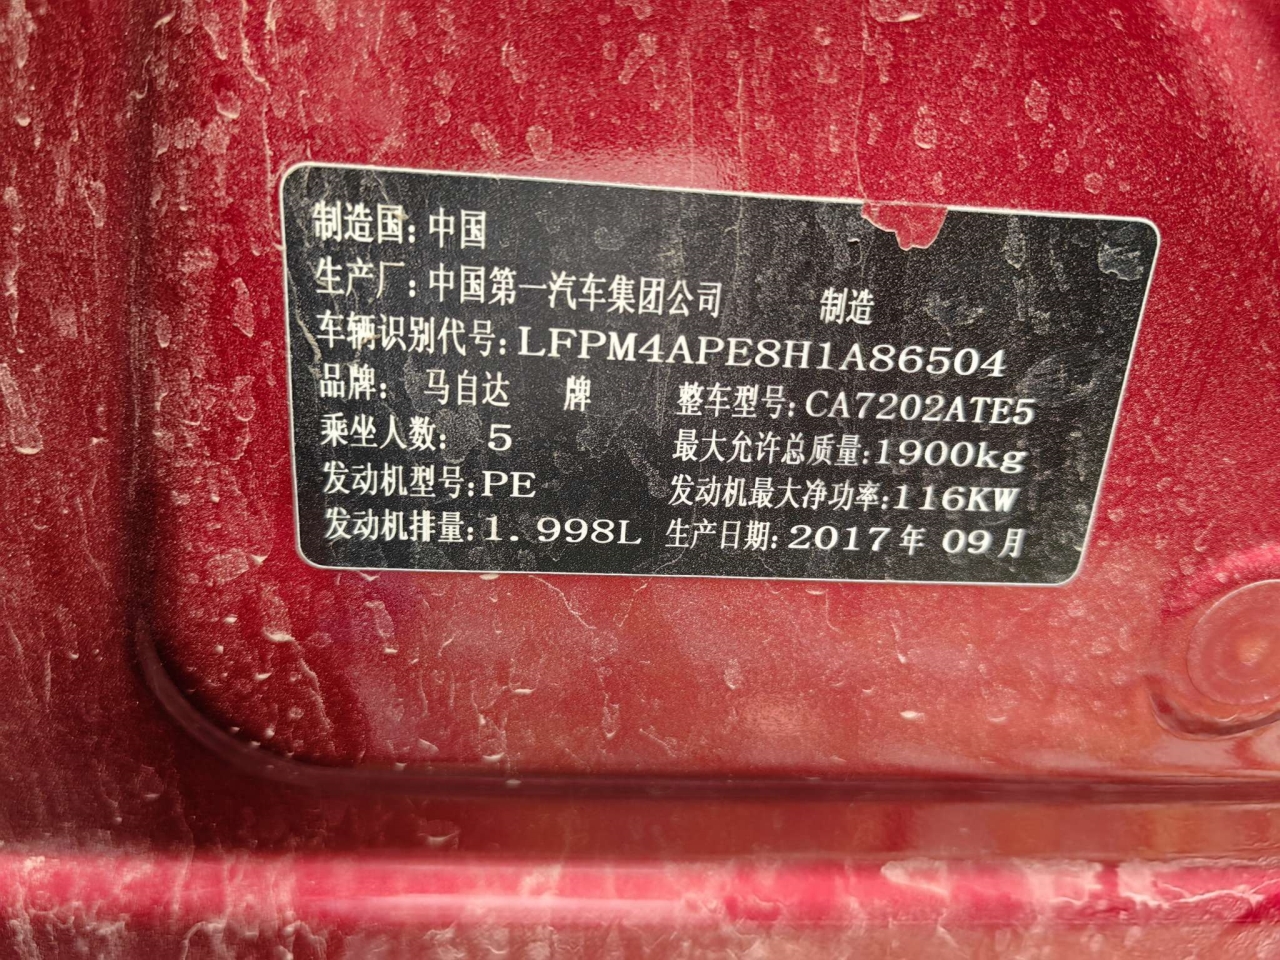 制造国：中国
生产厂：中国第一汽车集团公司 制造
车辆识别代号：LFPM4APE8H1A86504
品牌： 马自达 牌 整车型号：CA7202ATE5
乘坐人数： 5 最大允许总质量：1900kg
发动机型号：PE 发动机最大净功率：116KW
发动机排量：1. 998L 生产日期：2017年 09月